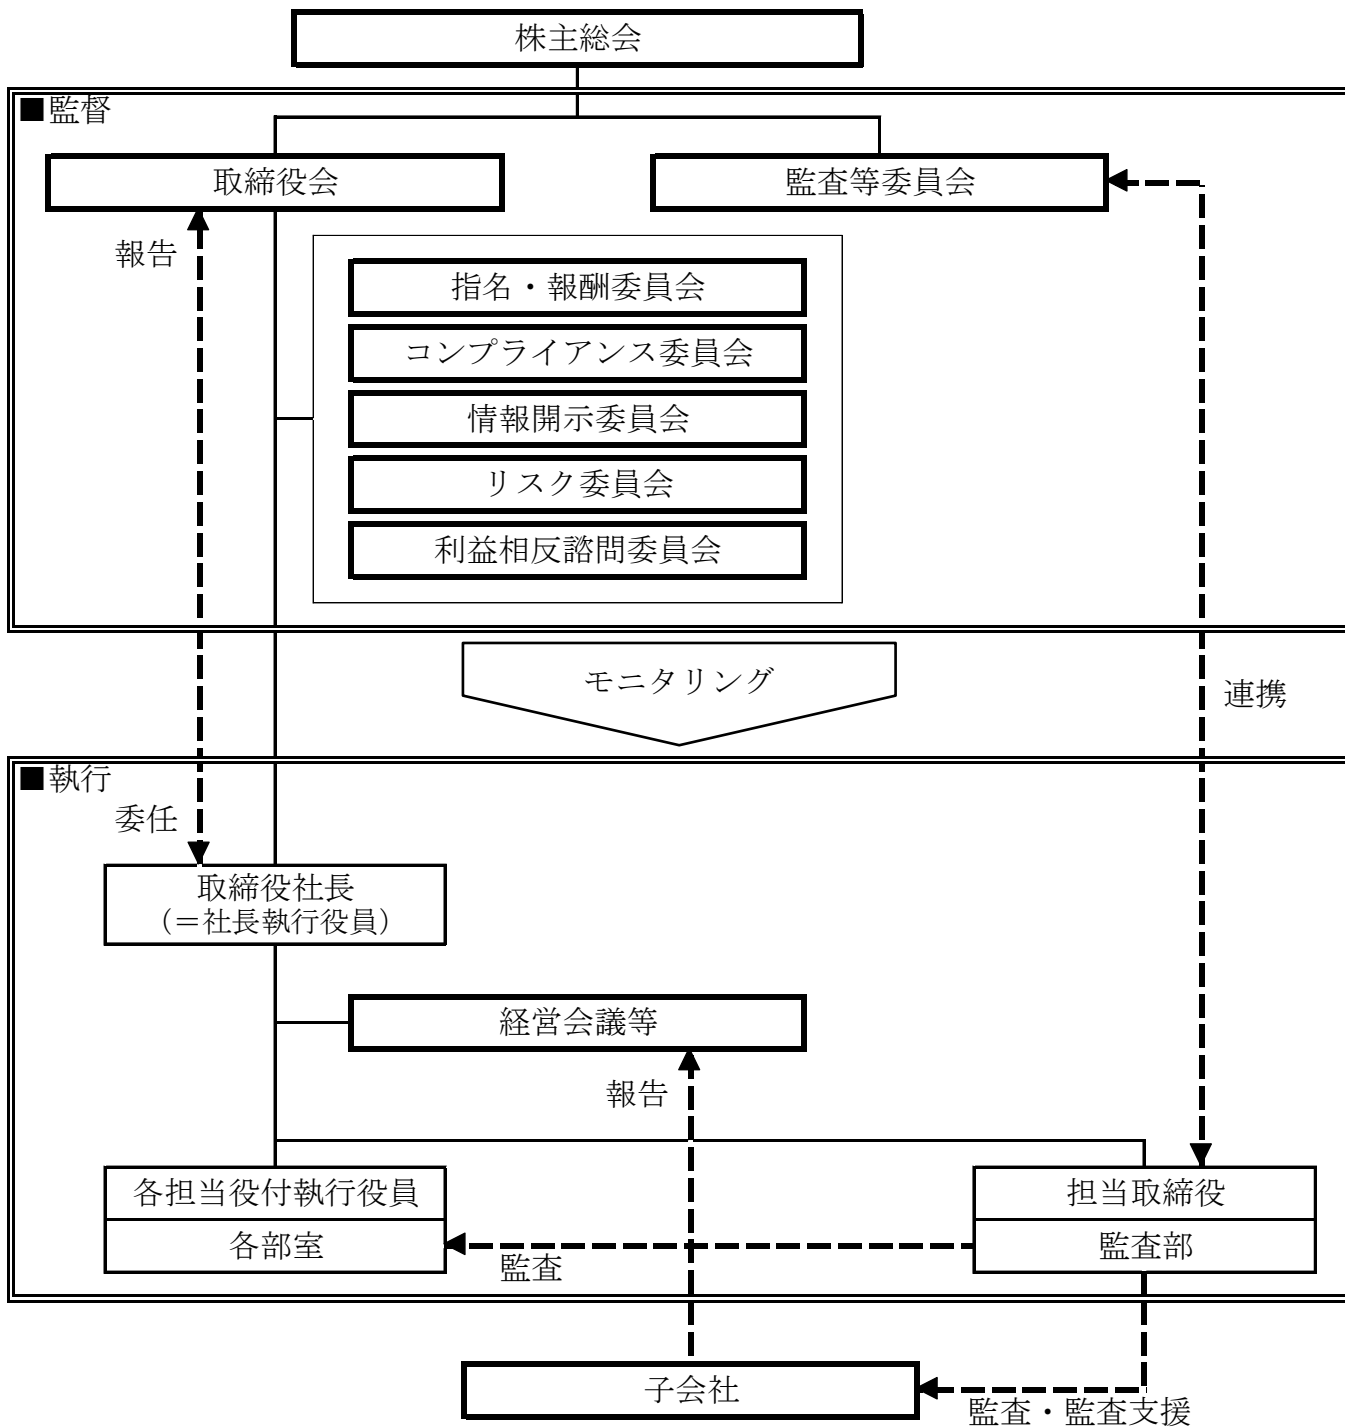 株主総会
■監督
取締役会
監査等委員会
報告
指名・報酬委員会
コンプライアンス委員会
情報開示委員会
リスク委員会
利益相反諮問委員会
モニタリング
連携
■執行
委任
取締役社長
（＝社長執行役員）
経営会議等
報告
各担当役付執行役員
担当取締役
各部室
監査部
監査
子会社
監査・監査支援